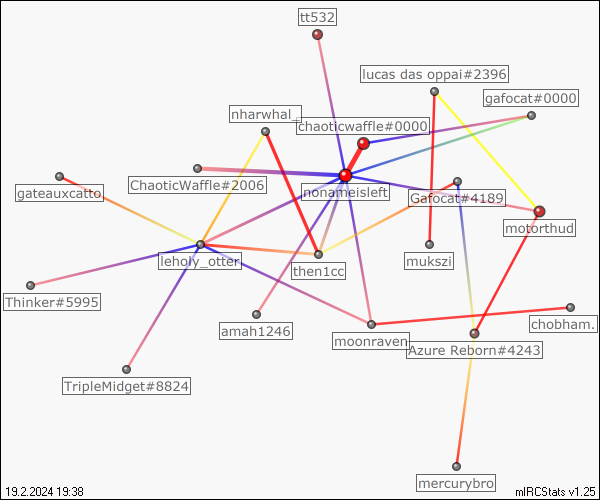 tt532
lucas das oppai#2396
gafocat#0000
nharwhal_
chaoticwaffle#0000
ChaoticWaffle#2006
nonameisleft
gateauxcatto
Gafocat#4189
motorthud
leholy_otter
then1cc
mukszi
Thinker#5995
amah1246
moonraven
chobham.
Azure Reborn#4243
TripleMidget#8824
mercurybro
19.2.2024 19:38
mIRCStats v1.25